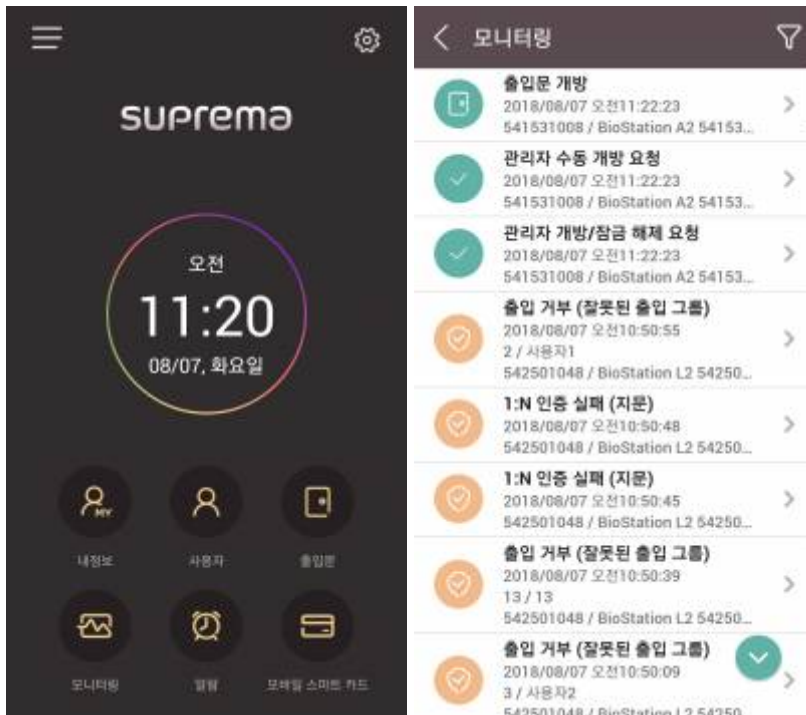 suprema
오전
11:20
08/07, 화요일
내정보
사용자
출입문
모니터링
알람
모바일 스마트 카드
모니터링
출입문 개방
2018/08/07 오전11:22:23
541531008 / BioStation A2 54153...
관리자 수동 개방 요청
2018/08/07 오전11:22:23
541531008 / BioStation A2 54153...
관리자 개방/잠금 해제 요청
2018/08/07 오전11:22:23
541531008 / BioStation A2 54153...
출입 거부 (잘못된 출입 그룹)
2018/08/07 오전10:50:55
2 / 사용자1
542501048 / BioStation L2 54250...
1:N 인증 실패 (지문)
2018/08/07 오전10:50:48
542501048 / BioStation L2 54250...
1:N 인증 실패 (지문)
2018/08/07 오전10:50:45
542501048 / BioStation L2 54250...
출입 거부 (잘못된 출입 그룹)
2018/08/07 오전10:50:39
13 / 13
542501048 / BioStation L2 54250...
출입 거부 (잘못된 출입 그룹)
2018/08/07 오전10:50:09
3 / 사용자2
542501048 / BioStation L2 54250